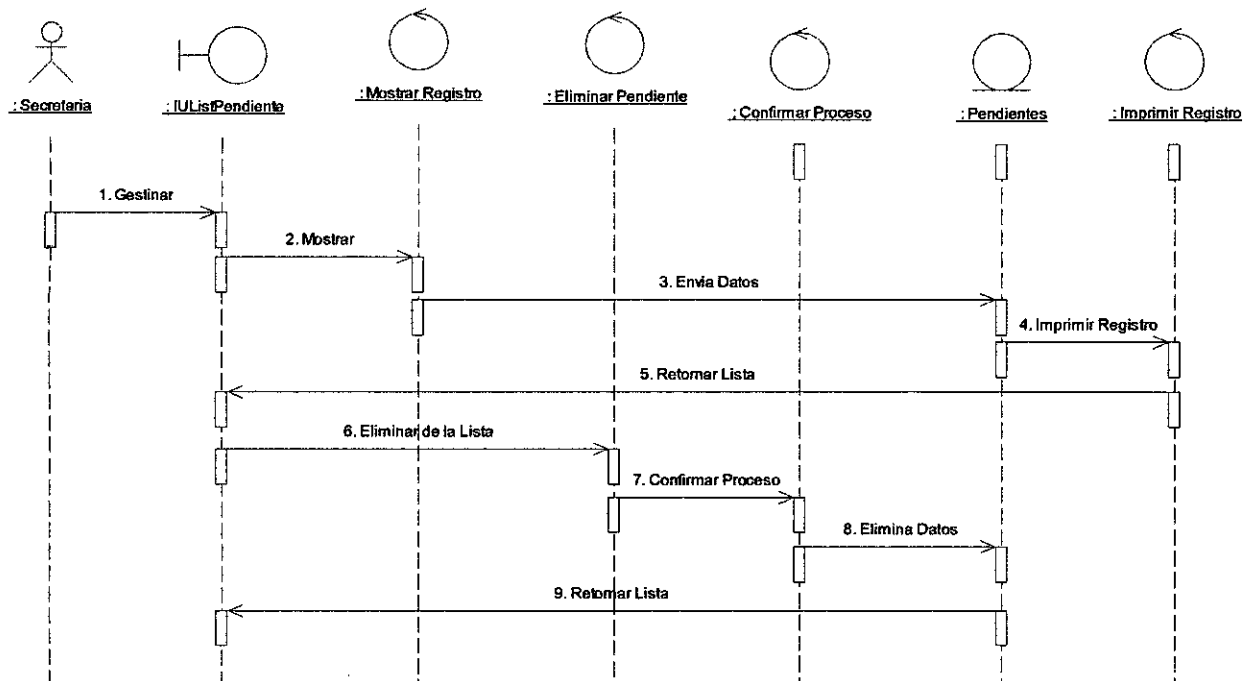 : Secretaria
: IUListPendiente
: Mostrar Registro
: Eliminar Pendiente
: Confirmar Proceso
: Pendientes
: Imprimir Registro
1. Gestinar
2. Mostrar
3. Envia Datos
4. Imprimir Registro
5. Retornar Lista
6. Eliminar de la Lista
7. Confirmar Proceso
8. Elimina Datos
9. Retornar Lista